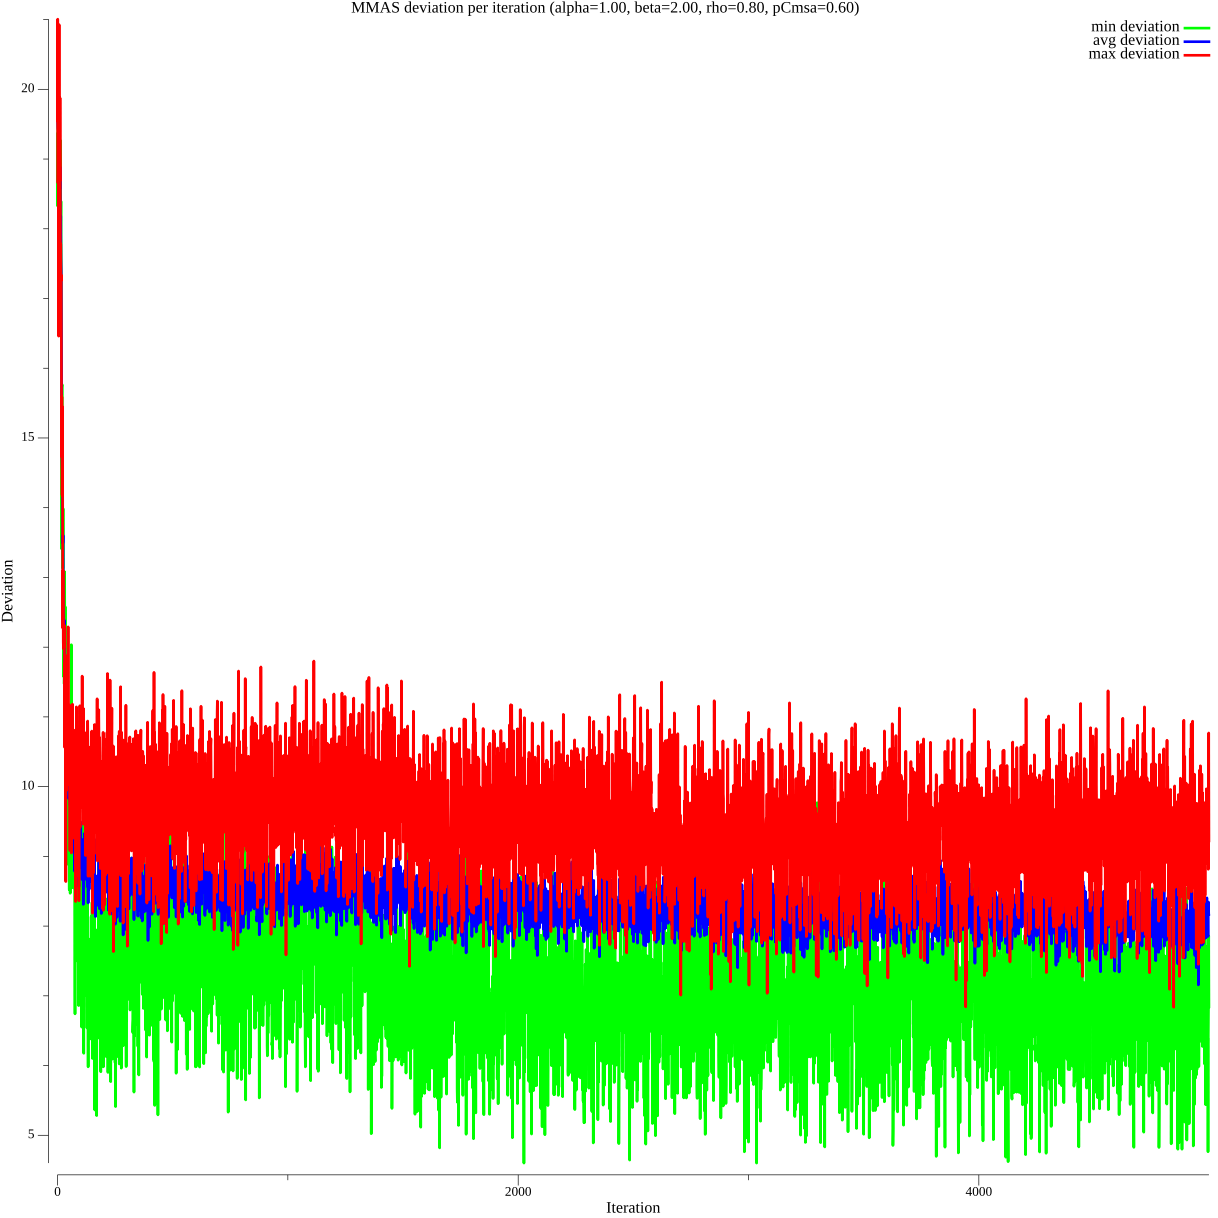 MMAS deviation per iteration (alpha=1.00, beta=2.00, rho=0.80, pCmsa=0.60)
min deviation
avg deviation
max deviation
20
15
10
5
Deviation
0
2000
4000
Iteration